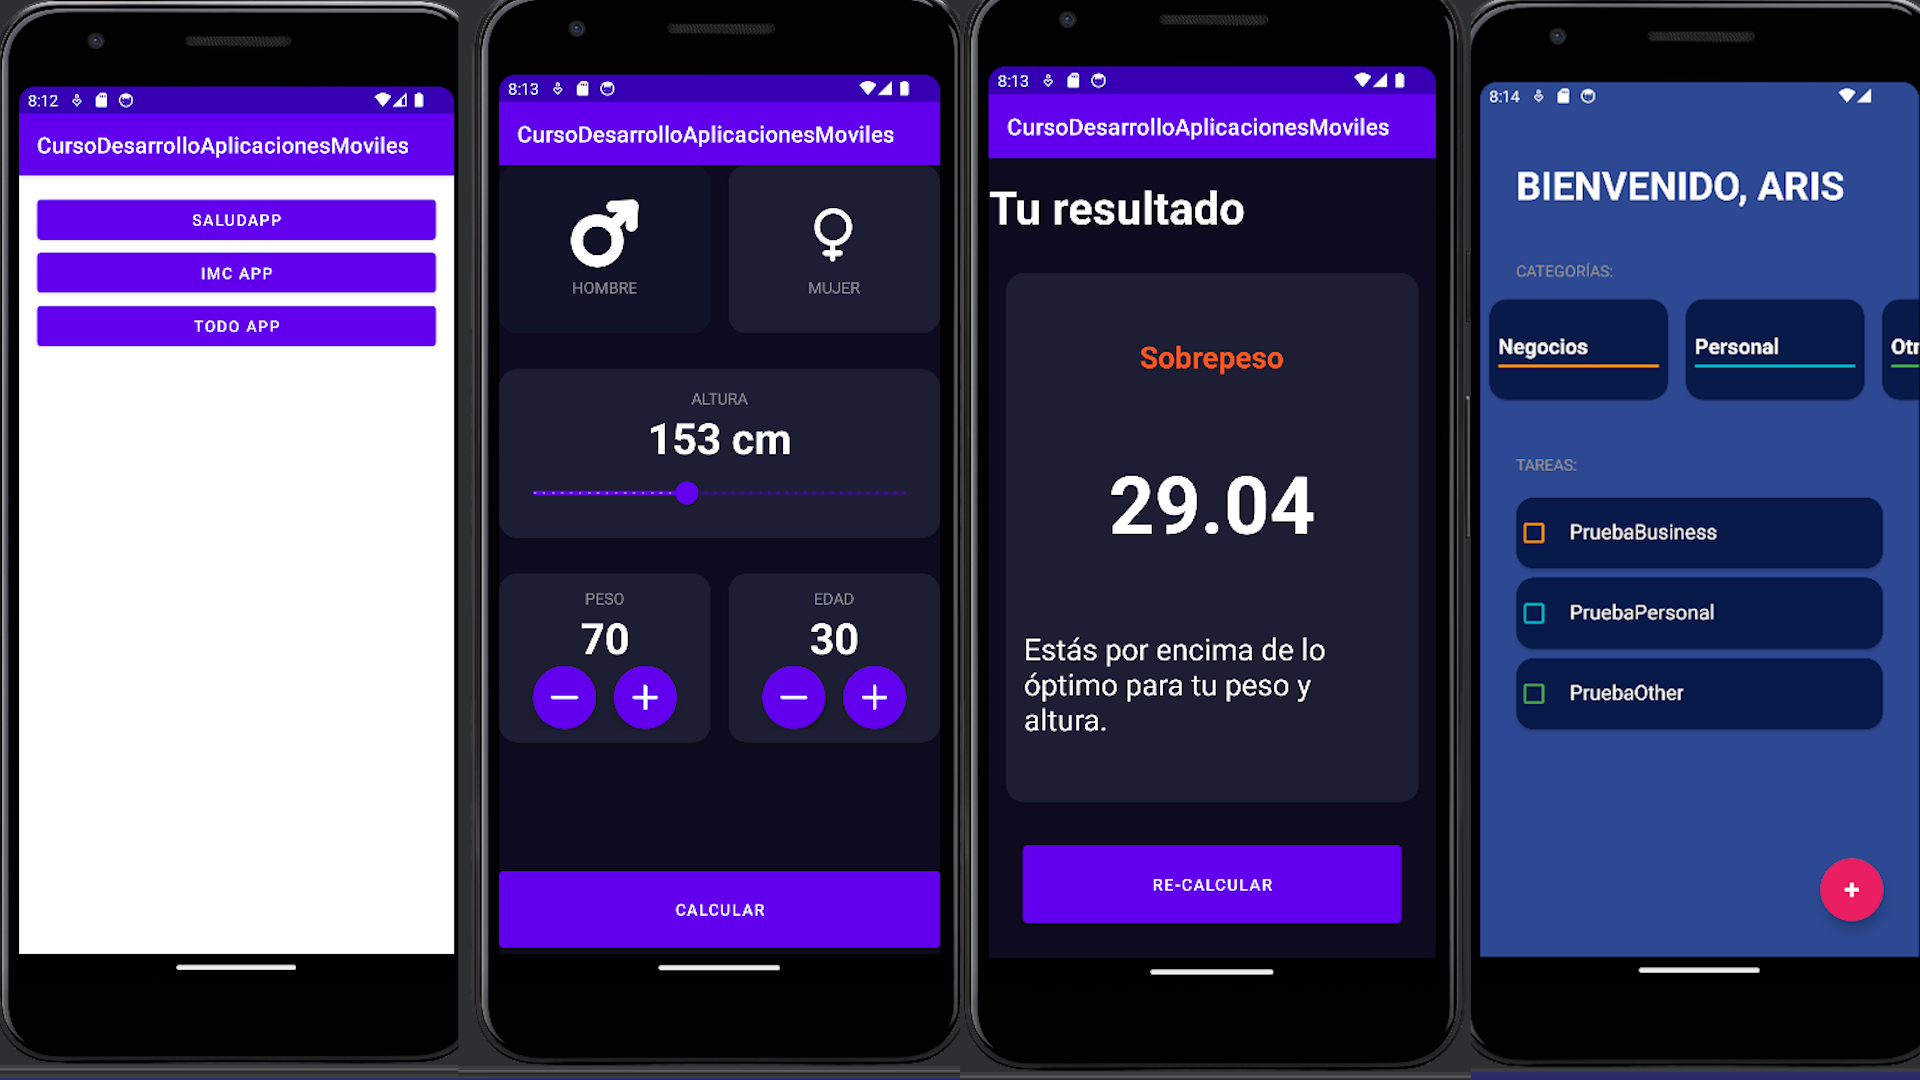 8:12
CursoDesarrolloAplicacionesMoviles
SALUDAPP
IMC APP
TODO APP
8:13
CursoDesarrolloAplicacionesMoviles
HOMBRE
MUJER
ALTURA
153 cm
PESO
70
EDAD
30
CALCULAR
8:13
CursoDesarrolloAplicacionesMoviles
Tu resultado
Sobrepeso
29.04
Estás por encima de lo
óptimo para tu peso y
altura.
RE-CALCULAR
8:14
BIENVENIDO, ARIS
CATEGORÍAS:
Negocios
Personal
TAREAS:
PruebaBusiness
PruebaPersonal
PruebaOther